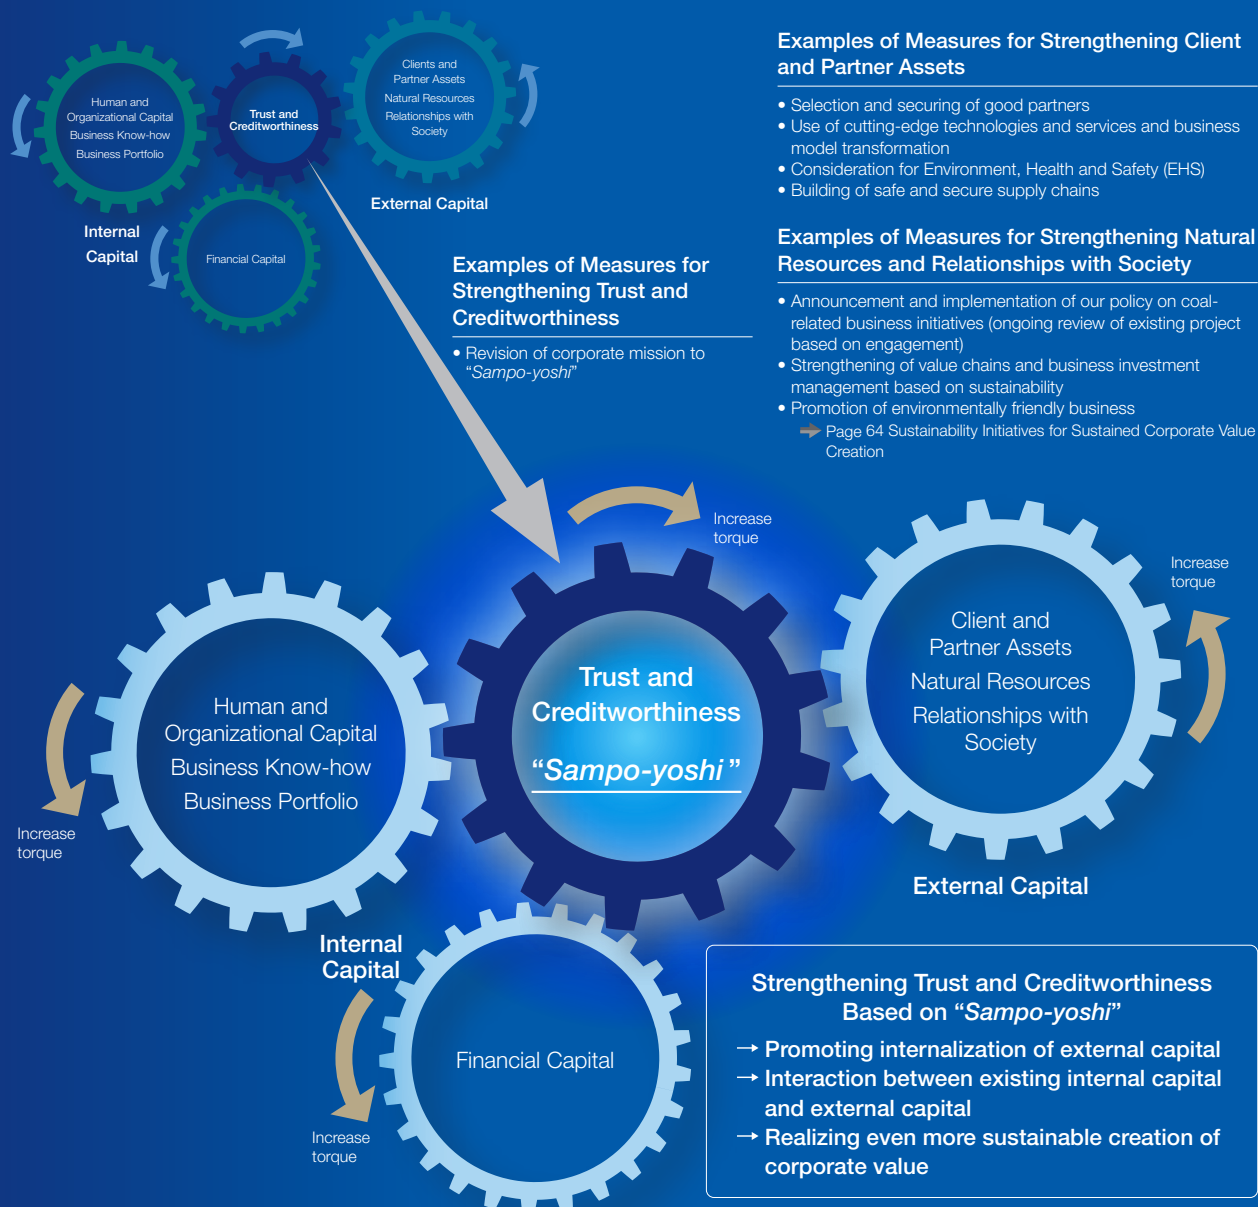 Human and
Organizational Capital
Business Know-how
Business Portfolio
Trust and
Creditworthiness
Clients and
Partner Assets
Natural Resources
Relationships with
Society
External Capital
Internal
Capital
Financial Capital
Examples of Measures for
Strengthening Trust and
Creditworthiness
• Revision of corporate mission to
“Sampo-yoshi”
Examples of Measures for Strengthening Client
and Partner Assets
• Selection and securing of good partners
• Use of cutting-edge technologies and services and business
model transformation
• Consideration for Environment, Health and Safety (EHS)
• Building of safe and secure supply chains
Examples of Measures for Strengthening Natural
Resources and Relationships with Society
• Announcement and implementation of our policy on coal-
related business initiatives (ongoing review of existing project
based on engagement)
• Strengthening of value chains and business investment
management based on sustainability
• Promotion of environmentally friendly business
Page 64 Sustainability Initiatives for Sustained Corporate Value
Creation
Increase
torque
Increase
torque
Client and
Partner Assets
Natural Resources
Relationships with
Society
External Capital
Trust and
Creditworthiness
“Sampo-yoshi”
Human and
Organizational Capital
Business Know-how
Business Portfolio
Increase
torque
Internal
Capital
Financial Capital
Increase
torque
Strengthening Trust and Creditworthiness
Based on “Sampo-yoshi”
→ Promoting internalization of external capital
→ Interaction between existing internal capital
and external capital
→ Realizing even more sustainable creation of
corporate value